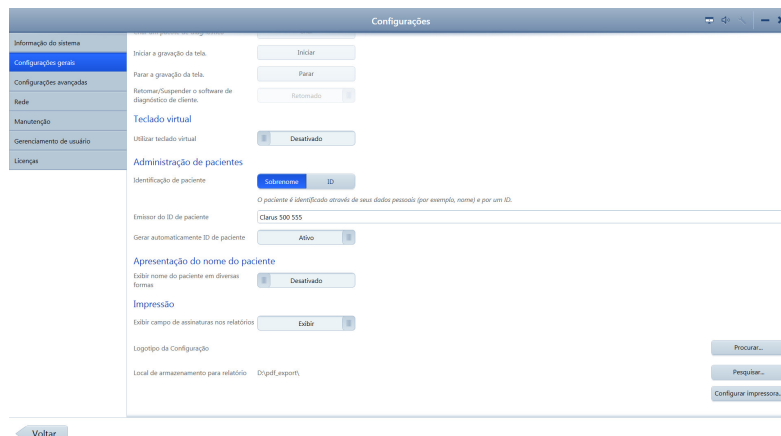 Configurações
Informação do sistema
Configurações gerais
Configurações avançadas
Rede
Manutenção
Gerenciamento de usuário
Licenças
Iniciar a gravação da tela.
Iniciar
Parar a gravação da tela.
Parar
Retomar/Suspender o software de
diagnóstico de cliente.
Retomado
Teclado virtual
Utilizar teclado virtual
Desativado
Administração de pacientes
Identificação de paciente
Sobrenome
ID
O paciente é identificado através de seus dados pessoais (por exemplo, nome) e por um ID.
Emissor do ID de paciente
Clarus 500 555
Gerar automaticamente ID de paciente
Ativo
Apresentação do nome do paciente
Exibir nome do paciente em diversas
formas
Desativado
Impressão
Exibir campo de assinaturas nos relatórios
Exibir
Logotipo da Configuração
Procurar...
Local de armazenamento para relatório
D:\pdf_export\
Pesquisar...
Configurar impressora...
Voltar